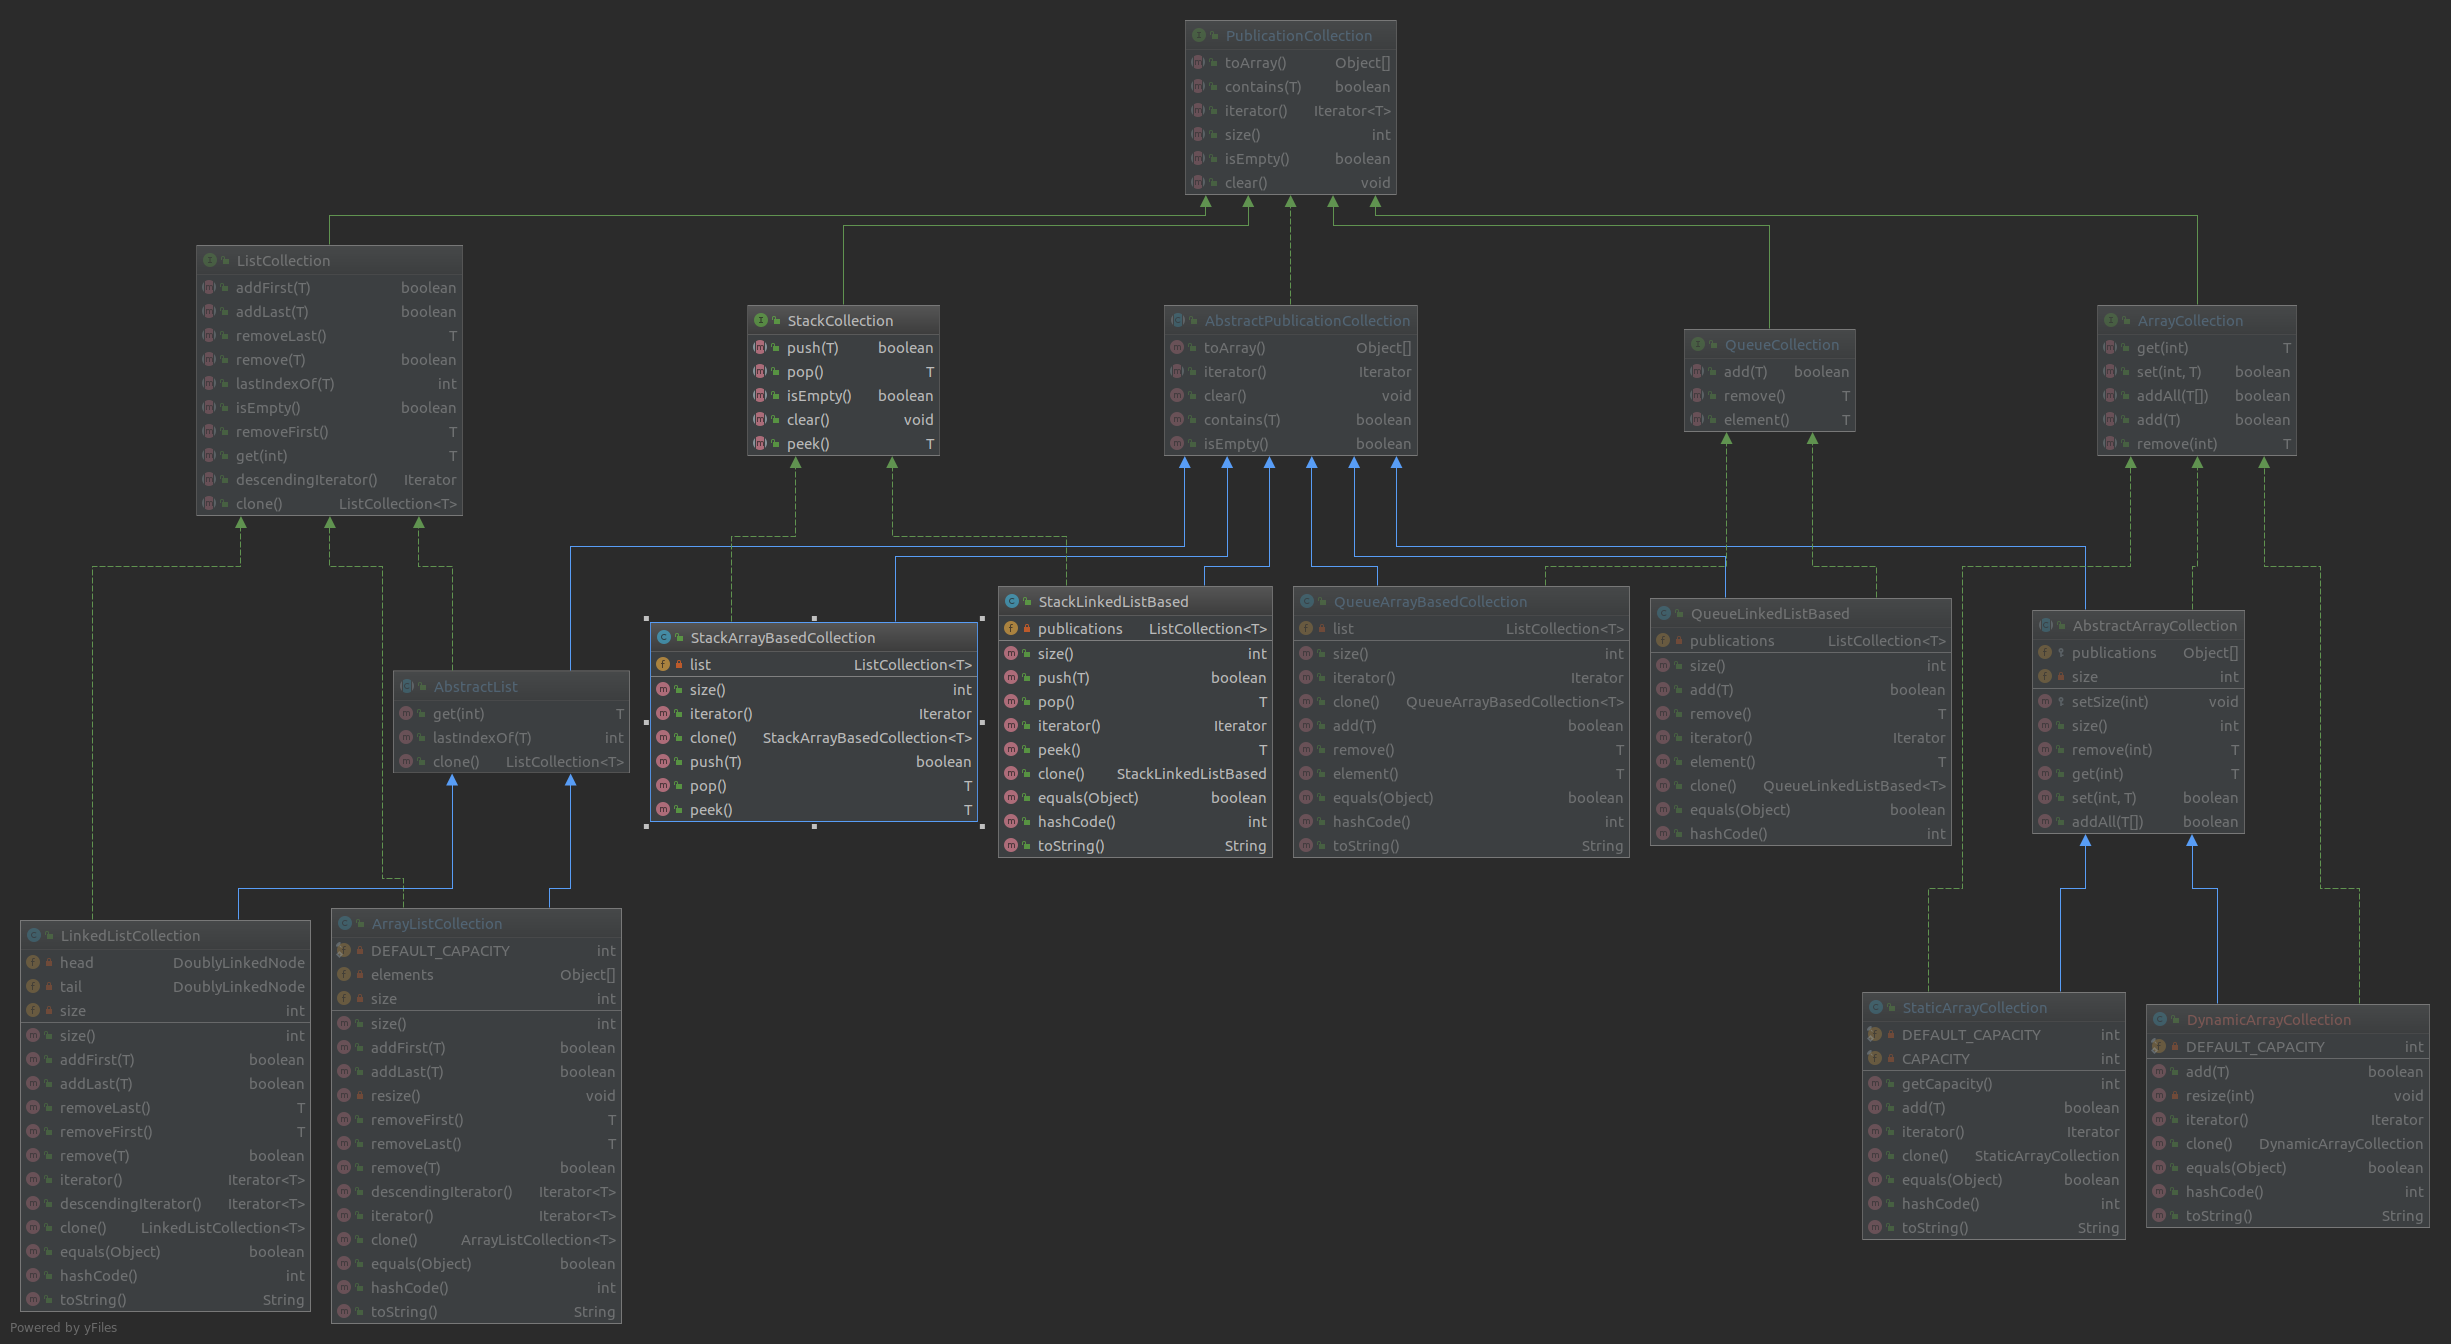 PublicationCollection
toArray() Object[]
contains(T) boolean
iterator() Iterator<T>
size() int
isEmpty() boolean
clear() void
ListCollection
addFirst(T) boolean
addLast(T) boolean
removeLast() T
remove(T) boolean
lastIndexOf(T) int
isEmpty() boolean
removeFirst() T
get(int) T
descendingIterator() Iterator
clone() ListCollection<T>
StackCollection
push(T) boolean
pop() T
isEmpty() boolean
clear() void
peek() T
AbstractPublicationCollection
toArray() Object[]
iterator() Iterator
clear() void
contains(T) boolean
isEmpty() boolean
QueueCollection
add(T) boolean
remove() T
element() T
ArrayCollection
get(int) T
set(int, T) boolean
addAll(T[]) boolean
add(T) boolean
remove(int) T
AbstractList
get(int) T
lastIndexOf(T) int
clone() ListCollection<T>
StackArrayBasedCollection
list ListCollection<T>
size() int
iterator() Iterator
clone() StackArrayBasedCollection<T>
push(T) boolean
pop() T
peek() T
StackLinkedListBased
publications ListCollection<T>
size() int
push(T) boolean
pop() T
iterator() Iterator
peek() T
clone() StackLinkedListBased
equals(Object) boolean
hashCode() int
toString() String
QueueArrayBasedCollection
list ListCollection<T>
size() int
iterator() Iterator
clone() QueueArrayBasedCollection<T>
add(T) boolean
remove() T
element() T
equals(Object) boolean
hashCode() int
toString() String
QueueLinkedListBased
publications ListCollection<T>
size() int
add(T) boolean
remove() T
iterator() Iterator
element() T
clone() QueueLinkedListBased<T>
equals(Object) boolean
hashCode() int
AbstractArrayCollection
publications Object[]
size int
setSize(int) void
size() int
remove(int) T
get(int) T
set(int, T) boolean
addAll(T[]) boolean
LinkedListCollection
head DoublyLinkedNode
tail DoublyLinkedNode
size int
size() int
addFirst(T) boolean
addLast(T) boolean
removeLast() T
removeFirst() T
remove(T) boolean
iterator() Iterator<T>
descendingIterator() Iterator<T>
clone() LinkedListCollection<T>
equals(Object) boolean
hashCode() int
toString() String
ArrayListCollection
DEFAULT_CAPACITY int
elements Object[]
size int
size() int
addFirst(T) boolean
addLast(T) boolean
resize() void
removeFirst() T
removeLast() T
remove(T) boolean
descendingIterator() Iterator<T>
iterator() Iterator<T>
clone() ArrayListCollection<T>
equals(Object) boolean
hashCode() int
toString() String
StaticArrayCollection
DEFAULT_CAPACITY int
CAPACITY int
getCapacity() int
add(T) boolean
iterator() Iterator
clone() StaticArrayCollection
equals(Object) boolean
hashCode() int
toString() String
DynamicArrayCollection
DEFAULT_CAPACITY int
add(T) boolean
resize(int) void
iterator() Iterator
clone() DynamicArrayCollection
equals(Object) boolean
hashCode() int
toString() String
Powered by yFiles